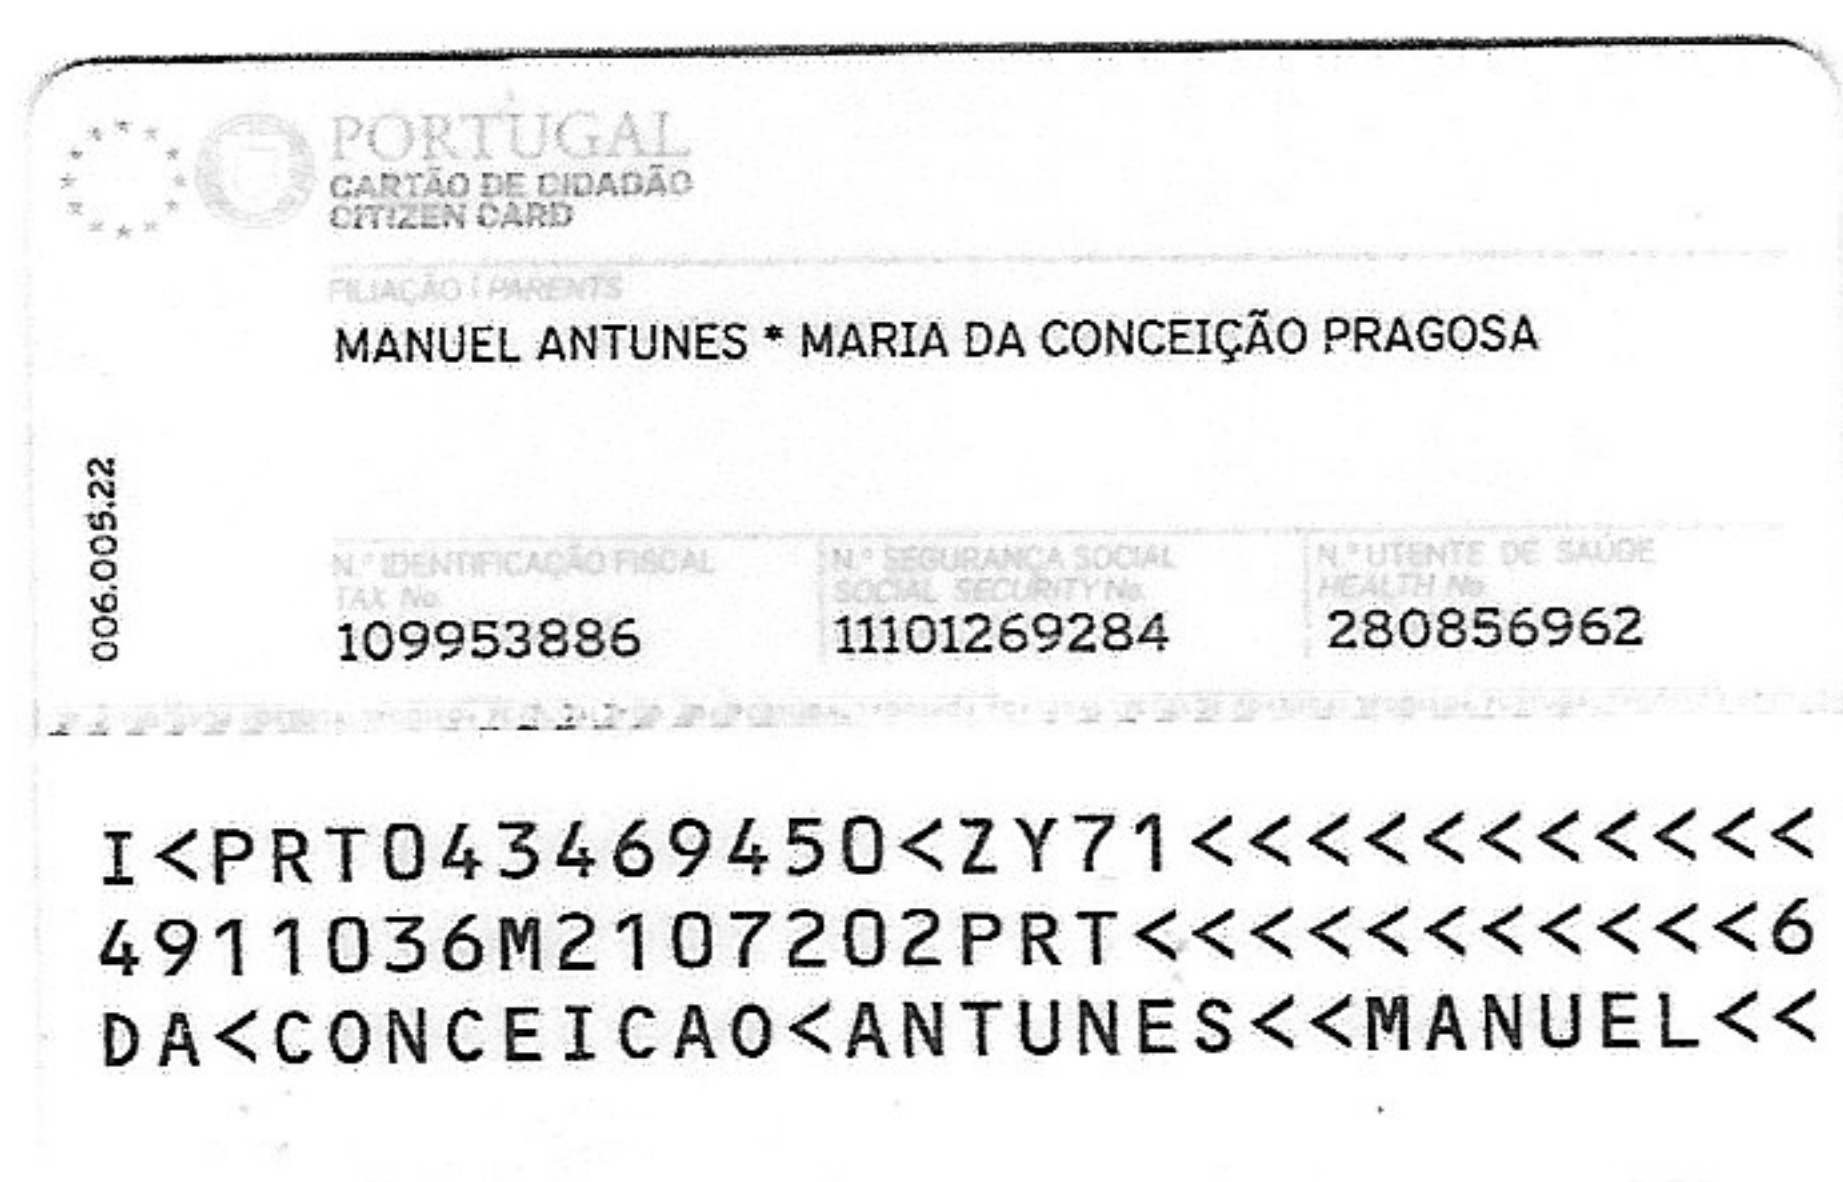 PORTUGAL
CARTÃO DE CIDADÃO
CITIZEN CARD
FILIAÇÃO / PARENTS
MANUEL ANTUNES * MARIA DA CONCEIÇÃO PRAGOSA
006.005.22
N.º IDENTIFICAÇÃO FISCAL
TAX No.
109953886
N.º SEGURANÇA SOCIAL
SOCIAL SECURITY No.
11101269284
N.º UTENTE DE SAÚDE
HEALTH No.
280856962
I<PRT043469450<ZY71<<<<<<<<<<<
4911036M2107202PRT<<<<<<<<<<<6
DA<CONCEICAO<ANTUNES<<MANUEL<<